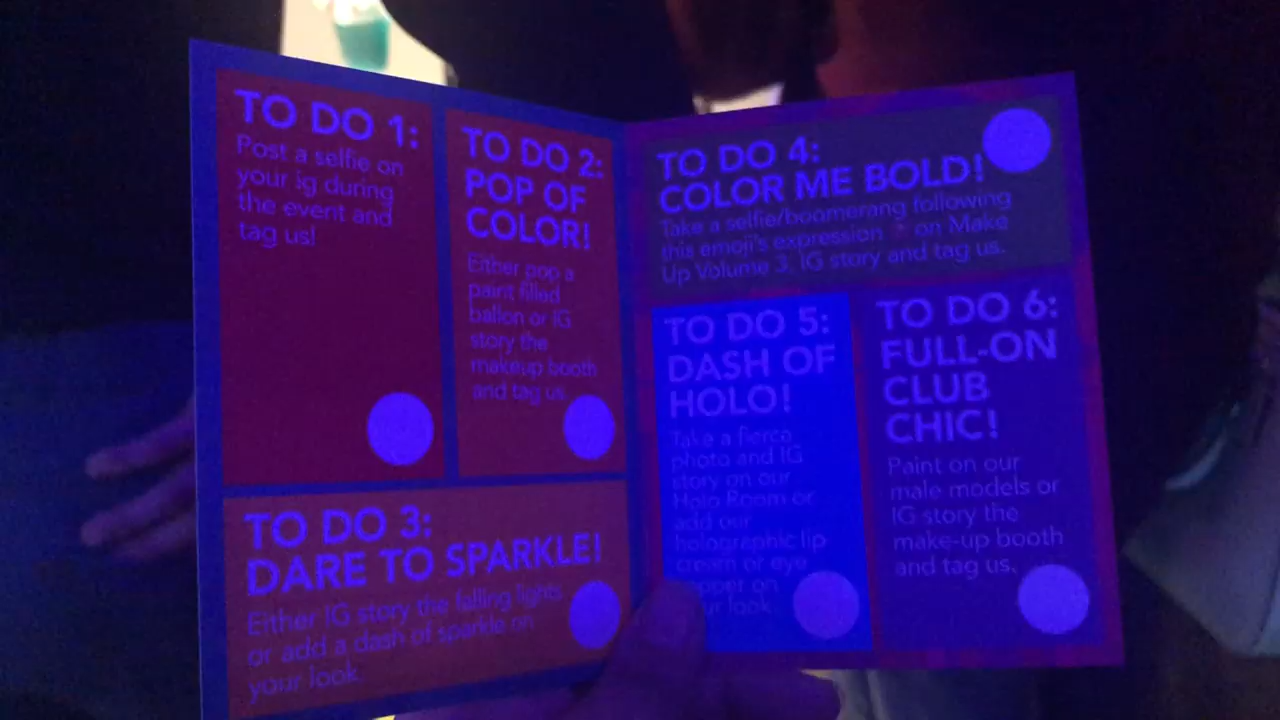 TO DO 1:
Post a selfie on
your ig during
the event and
tag us!
TO DO 2:
POP OF
COLOR!
Either pop a
paint filled
ballon or IG
story the
makeup booth
and tag us.
TO DO 3:
DARE TO SPARKLE!
Either IG story the falling lights
or add a dash of sparkle on
your look.
TO DO 4:
COLOR ME BOLD!
Take a selfie/boomerang following
this emoji's expression on Make
Up Volume 3, IG story and tag us.
TO DO 5:
DASH OF
HOLO!
Take a fierce
photo and IG
story on our
Holo Room or
add our
holographic lip
cream or eye
look
TO DO 6:
FULL-ON
CLUB
CHIC!
Paint on our
male models or
IG story the
make-up booth
and tag us.